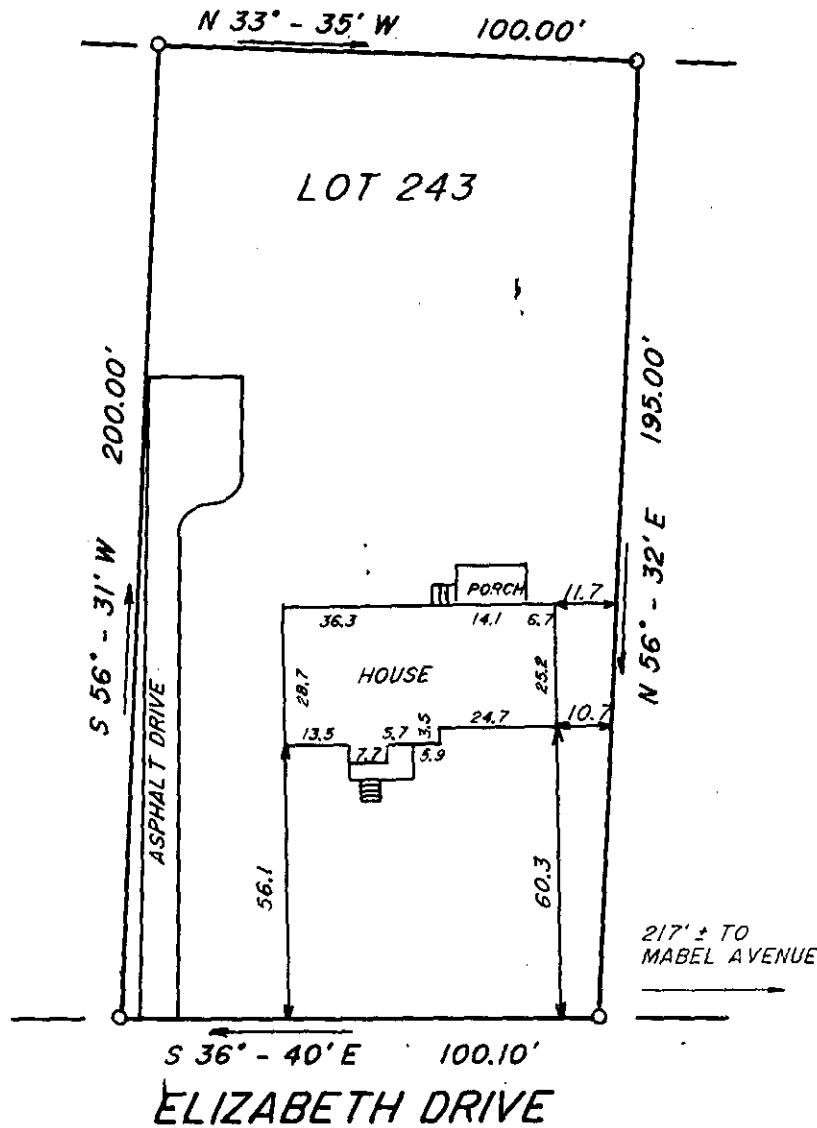 N 33° - 35' W 100.00'
LOT 243
200.00'
195.00'
S 56° - 31' W
N 56° - 32' E
PORCH
11.7
36.3
14.1
6.7
28.7
HOUSE
25.2
13.5
5.7
3.5
24.7
10.7
7.7
5.9
ASPHALT DRIVE
56.1
60.3
217' ± TO
MABEL AVENUE
S 36° - 40' E 100.10'
ELIZABETH DRIVE